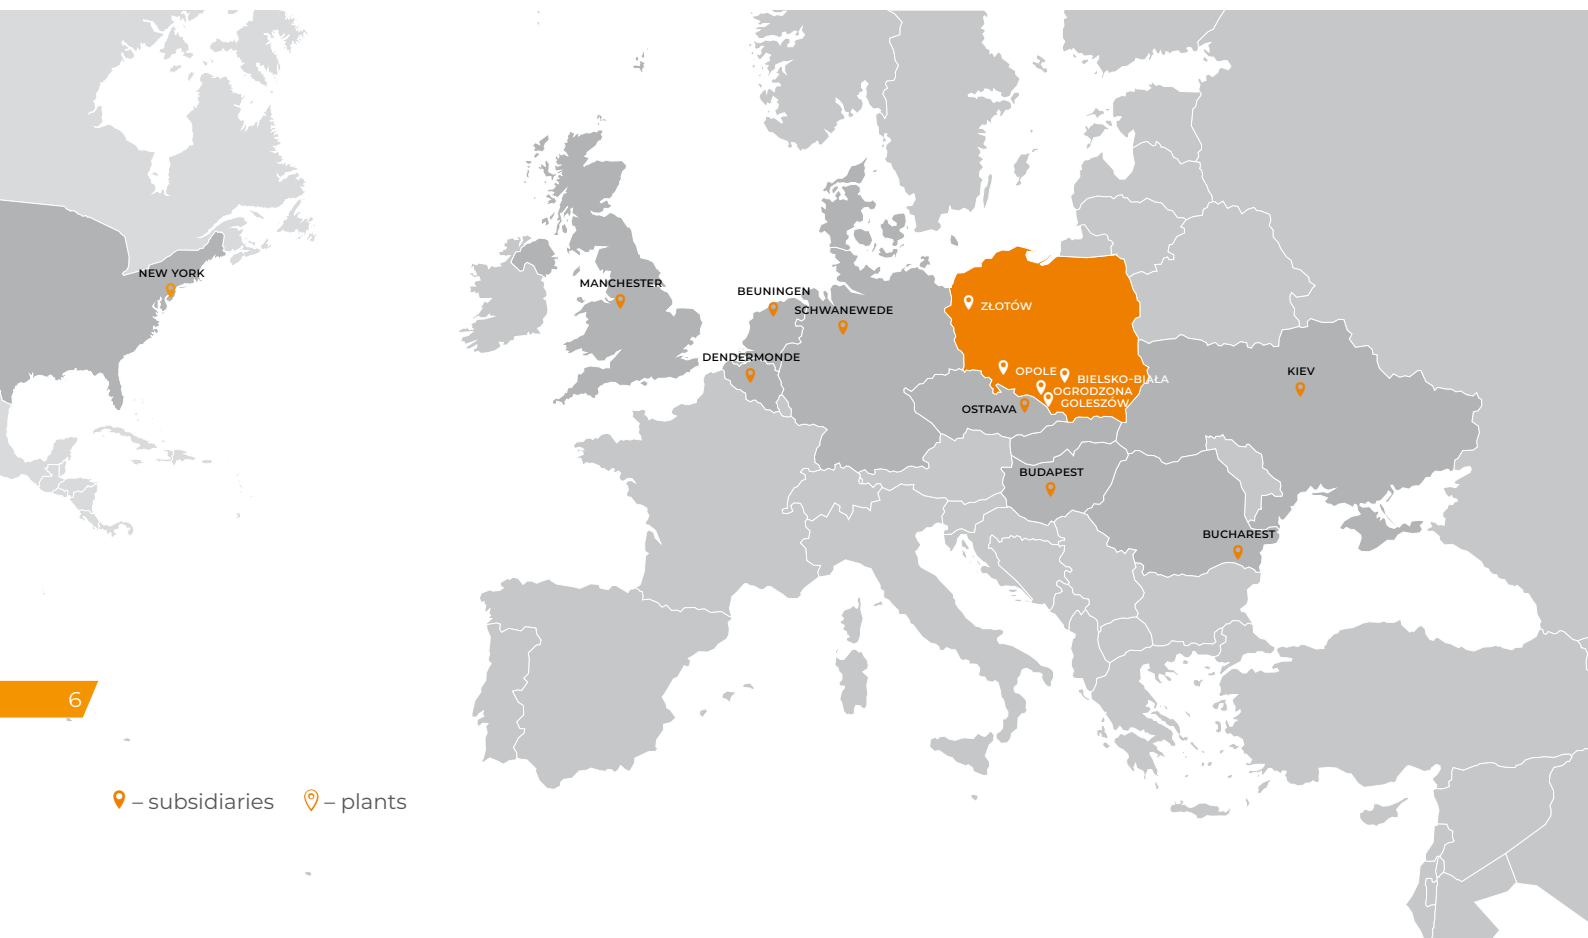 NEW YORK
MANCHESTER
BEUNINGEN
SCHWANEWEDE
DENDERMONDE
ZŁOTÓW
OPOLE
BIELSKO-BIAŁA
OGRODZONA
GOLESZÓW
OSTRAVA
KIEV
BUDAPEST
BUCHAREST
6
– subsidiaries – plants